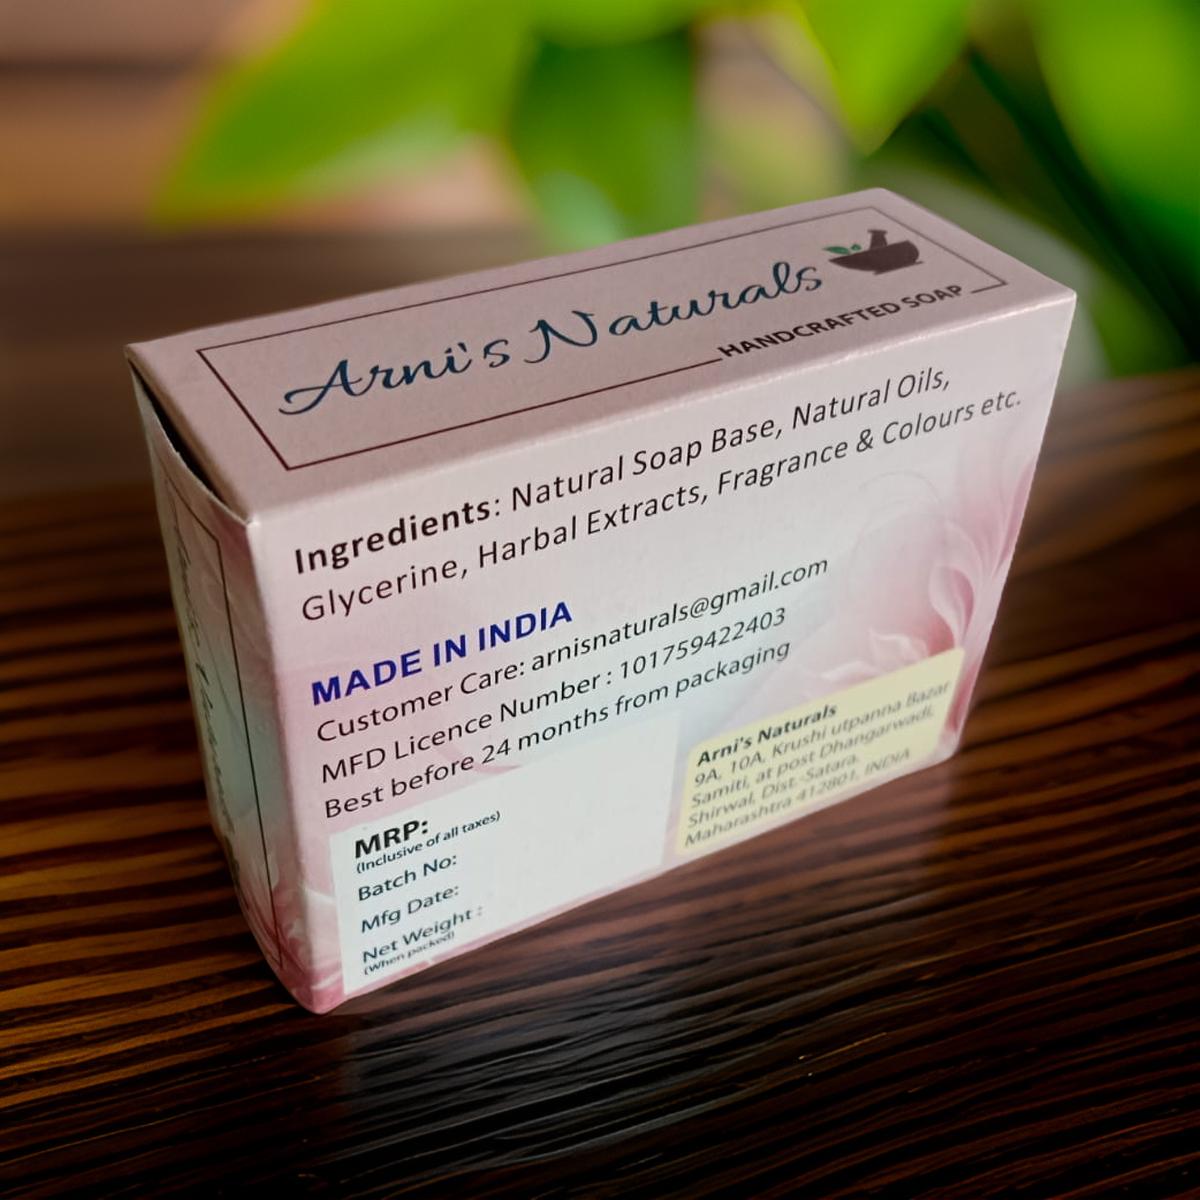 Arni's Naturals
HANDCRAFTED SOAP
Ingredients: Natural Soap Base, Natural Oils,
Glycerine, Harbal Extracts, Fragrance & Colours etc.
MADE IN INDIA
Customer Care: arnisnaturals@gmail.com
MFD Licence Number : 101759422403
Best before 24 months from packaging
MRP:
(Inclusive of all taxes)
Batch No:
Mfg Date:
Net Weight :
(When packed)
Arni's Naturals
9A, 10A, Krushi utpanna Bazar
Samiti, at post Dhangarwadi,
Shirwal, Dist.-Satara.
Maharashtra 412801, INDIA